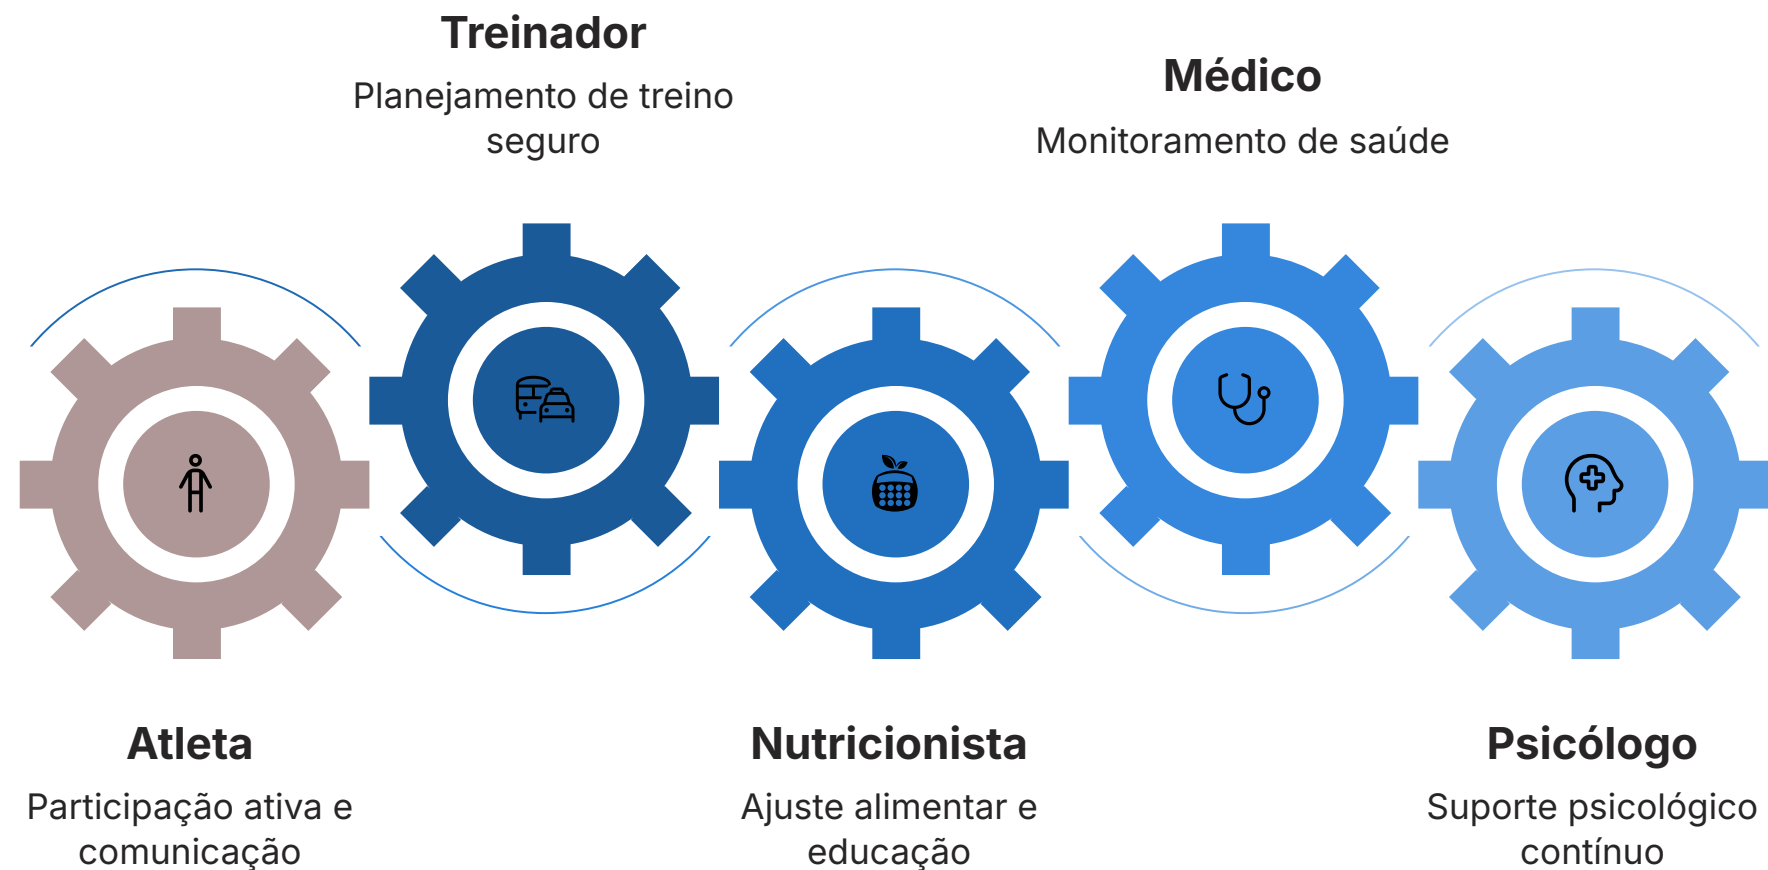 Treinador
Planejamento de treino
seguro
Médico
Monitoramento de saúde
Atleta
Participação ativa e
comunicação
Nutricionista
Ajuste alimentar e
educação
Psicólogo
Suporte psicológico
contínuo